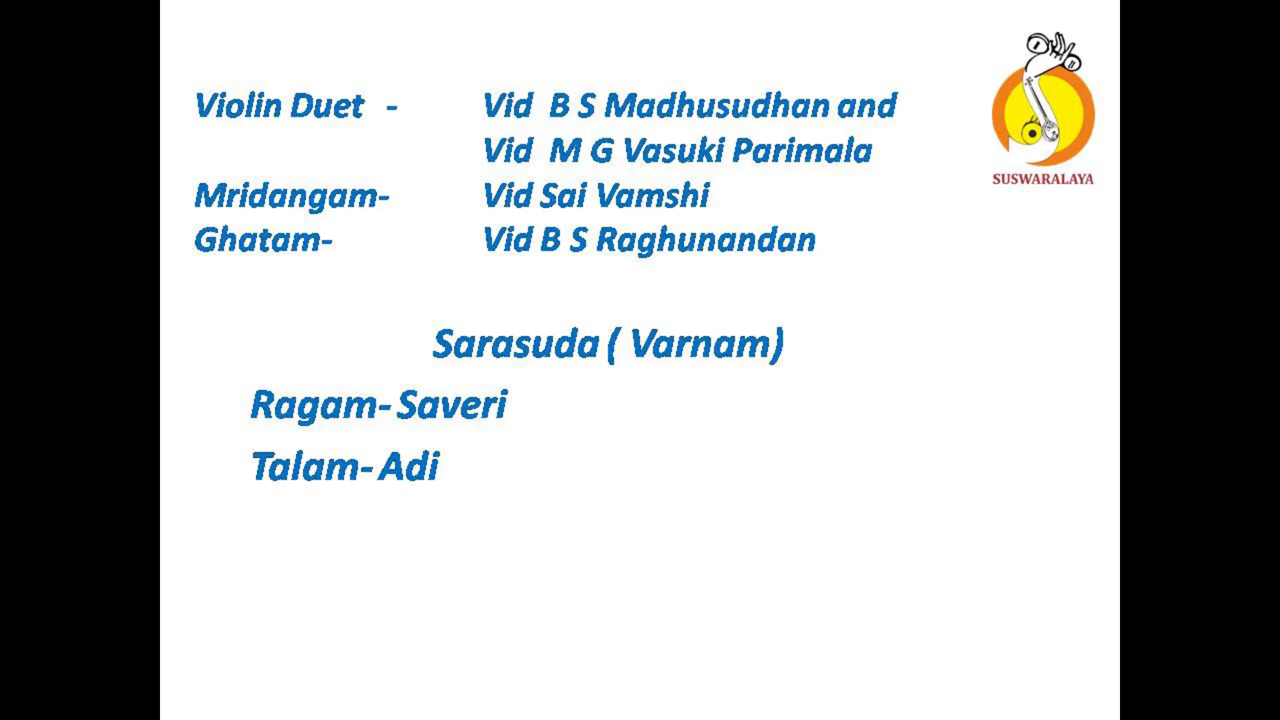 Violin Duet - Vid B S Madhusudhan and
Vid M G Vasuki Parimala
Mridangam- Vid Sai Vamshi
Ghatam- Vid B S Raghunandan
SUSWARALAYA
Sarasuda ( Varnam)
Ragam- Saveri
Talam- Adi